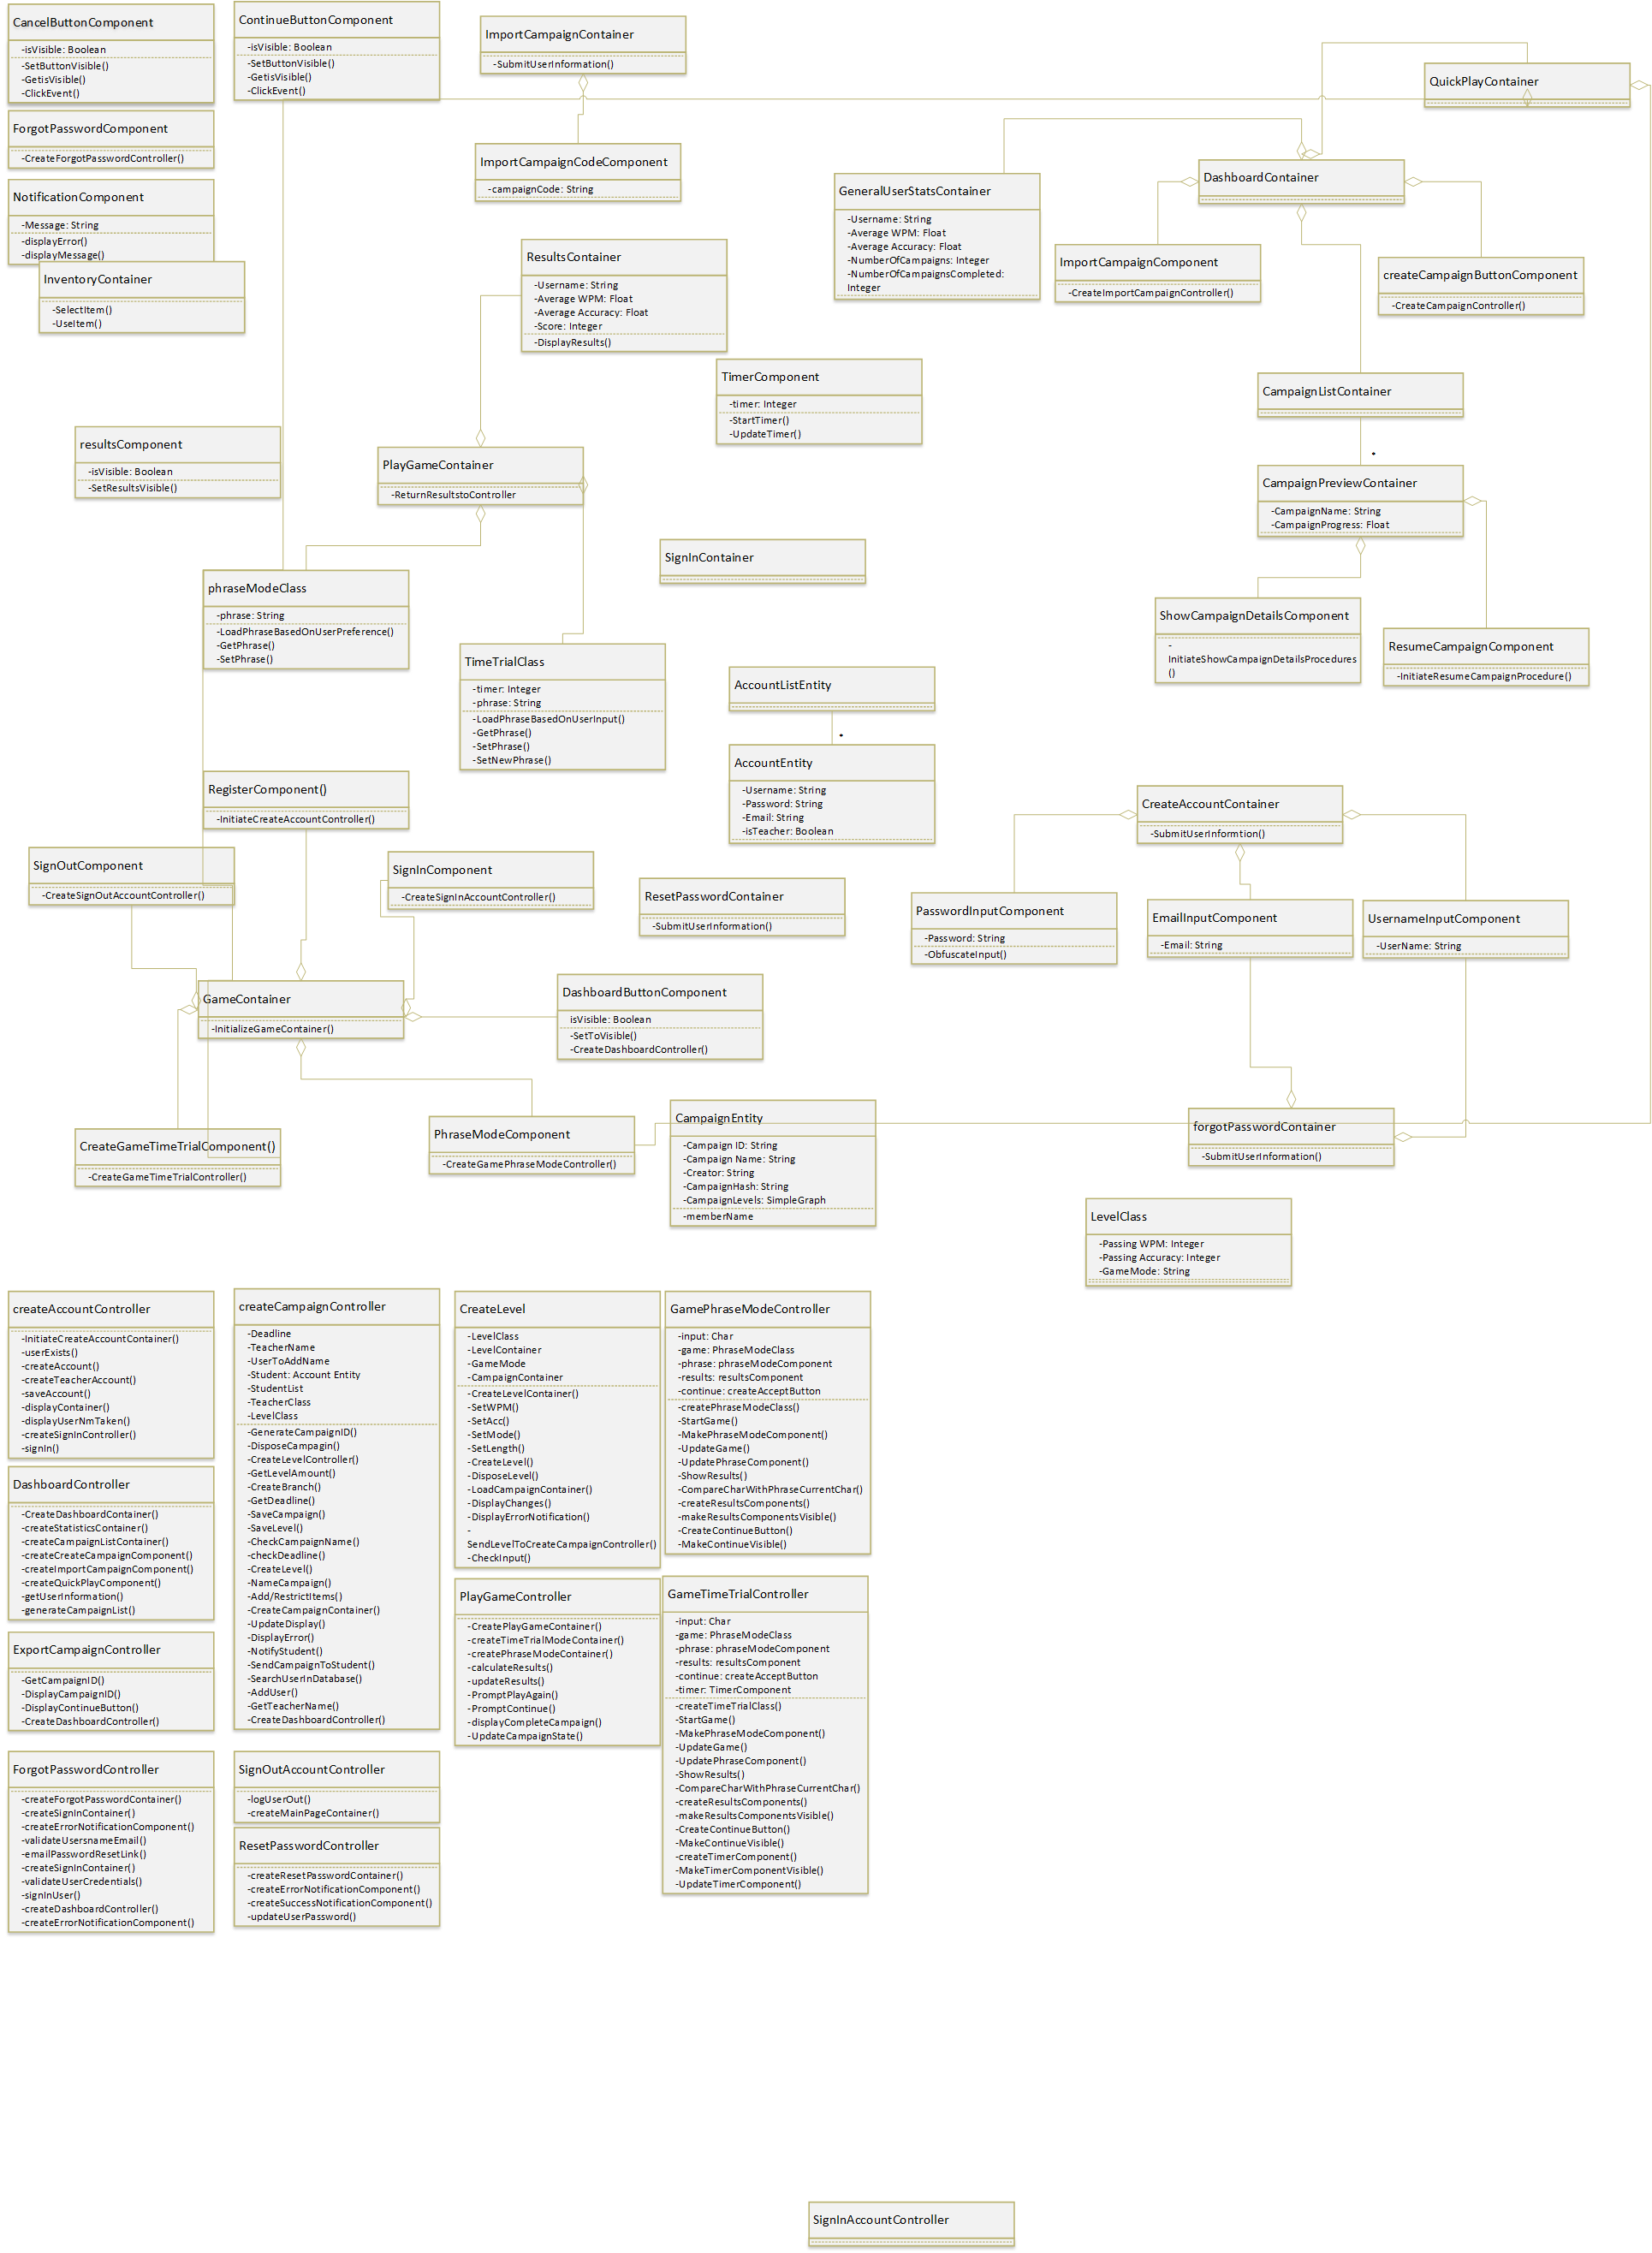 CancelButtonComponent
-isVisible: Boolean
-SetButtonVisible()
-GetisVisible()
-ClickEvent()
ContinueButtonComponent
-isVisible: Boolean
-SetButtonVisible()
-GetisVisible()
-ClickEvent()
ImportCampaignContainer
-SubmitUserInformation()
QuickPlayContainer
ForgotPasswordComponent
-CreateForgotPasswordController()
ImportCampaignCodeComponent
-campaignCode: String
DashboardContainer
GeneralUserStatsContainer
-Username: String
-Average WPM: Float
-Average Accuracy: Float
-NumberOfCampaigns: Integer
-NumberOfCampaignsCompleted:
Integer
NotificationComponent
-Message: String
-displayError()
-displayMessage()
InventoryContainer
-SelectItem()
-UseItem()
ResultsContainer
-Username: String
-Average WPM: Float
-Average Accuracy: Float
-Score: Integer
-DisplayResults()
ImportCampaignComponent
-CreateImportCampaignController()
createCampaignButtonComponent
-CreateCampaignController()
TimerComponent
-timer: Integer
-StartTimer()
-UpdateTimer()
CampaignListContainer
*
resultsComponent
-isVisible: Boolean
-SetResultsVisible()
PlayGameContainer
-ReturnResultstoController
CampaignPreviewContainer
-CampaignName: String
-CampaignProgress: Float
SignInContainer
phraseModeClass
-phrase: String
-LoadPhraseBasedOnUserPreference()
-GetPhrase()
-SetPhrase()
ShowCampaignDetailsComponent
-
InitiateShowCampaignDetailsProcedures
()
ResumeCampaignComponent
-InitiateResumeCampaignProcedure()
TimeTrialClass
-timer: Integer
-phrase: String
-LoadPhraseBasedOnUserInput()
-GetPhrase()
-SetPhrase()
-SetNewPhrase()
AccountListEntity
*
AccountEntity
-Username: String
-Password: String
-Email: String
-isTeacher: Boolean
RegisterComponent()
-InitiateCreateAccountController()
CreateAccountContainer
-SubmitUserInformtion()
SignOutComponent
-CreateSignOutAccountController()
SignInComponent
-CreateSignInAccountController()
ResetPasswordContainer
-SubmitUserInformation()
PasswordInputComponent
-Password: String
-ObfuscateInput()
EmailInputComponent
-Email: String
UsernameInputComponent
-UserName: String
GameContainer
-InitializeGameContainer()
DashboardButtonComponent
isVisible: Boolean
-SetToVisible()
-CreateDashboardController()
CreateGameTimeTrialComponent()
-CreateGameTimeTrialController()
PhraseModeComponent
-CreateGamePhraseModeController()
CampaignEntity
-Campaign ID: String
-Campaign Name: String
-Creator: String
-CampaignHash: String
-CampaignLevels: SimpleGraph
-memberName
forgotPasswordContainer
-SubmitUserInformation()
LevelClass
-Passing WPM: Integer
-Passing Accuracy: Integer
-GameMode: String
createAccountController
-InitiateCreateAccountContainer()
-userExists()
-createAccount()
-createTeacherAccount()
-saveAccount()
-displayContainer()
-displayUserNmTaken()
-createSignInController()
-signIn()
createCampaignController
-Deadline
-TeacherName
-UserToAddName
-Student: Account Entity
-StudentList
-TeacherClass
-LevelClass
-GenerateCampaignID()
-DisposeCampagin()
-CreateLevelController()
-GetLevelAmount()
-CreateBranch()
-GetDeadline()
-SaveCampaign()
-SaveLevel()
-CheckCampaignName()
-checkDeadline()
-CreateLevel()
-NameCampaign()
-Add/RestrictItems()
-CreateCampaignContainer()
-UpdateDisplay()
-DisplayError()
-NotifyStudent()
-SendCampaignToStudent()
-SearchUserInDatabase()
-AddUser()
-GetTeacherName()
-CreateDashboardController()
CreateLevel
-LevelClass
-LevelContainer
-GameMode
-CampaignContainer
-CreateLevelContainer()
-SetWPM()
-SetAcc()
-SetMode()
-SetLength()
-CreateLevel()
-DisposeLevel()
-LoadCampaignContainer()
-DisplayChanges()
-DisplayErrorNotification()
-
SendLevelToCreateCampaignController()
-CheckInput()
GamePhraseModeController
-input: Char
-game: PhraseModeClass
-phrase: phraseModeComponent
-results: resultsComponent
-continue: createAcceptButton
-createPhraseModeClass()
-StartGame()
-MakePhraseModeComponent()
-UpdateGame()
-UpdatePhraseComponent()
-ShowResults()
-CompareCharWithPhraseCurrentChar()
-createResultsComponents()
-makeResultsComponentsVisible()
-CreateContinueButton()
-MakeContinueVisible()
DashboardController
-CreateDashboardContainer()
-createStatisticsContainer()
-createCampaignListContainer()
-createCreateCampaignComponent()
-createImportCampaignComponent()
-createQuickPlayComponent()
-getUserInformation()
-generateCampaignList()
PlayGameController
-CreatePlayGameContainer()
-createTimeTrialModeContainer()
-createPhraseModeContainer()
-calculateResults()
-updateResults()
-PromptPlayAgain()
-PromptContinue()
-displayCompleteCampaign()
-UpdateCampaignState()
GameTimeTrialController
-input: Char
-game: PhraseModeClass
-phrase: phraseModeComponent
-results: resultsComponent
-continue: createAcceptButton
-timer: TimerComponent
-createTimeTrialClass()
-StartGame()
-MakePhraseModeComponent()
-UpdateGame()
-UpdatePhraseComponent()
-ShowResults()
-CompareCharWithPhraseCurrentChar()
-createResultsComponents()
-makeResultsComponentsVisible()
-CreateContinueButton()
-MakeContinueVisible()
-createTimerComponent()
-MakeTimerComponentVisible()
-UpdateTimerComponent()
ExportCampaignController
-GetCampaignID()
-DisplayCampaignID()
-DisplayContinueButton()
-CreateDashboardController()
ForgotPasswordController
-createForgotPasswordContainer()
-createSignInContainer()
-createErrorNotificationComponent()
-validateUsersnameEmail()
-emailPasswordResetLink()
-createSignInContainer()
-validateUserCredentials()
-signInUser()
-createDashboardController()
-createErrorNotificationComponent()
SignOutAccountController
-logUserOut()
-createMainPageContainer()
ResetPasswordController
-createResetPasswordContainer()
-createErrorNotificationComponent()
-createSuccessNotificationComponent()
-updateUserPassword()
SignInAccountController